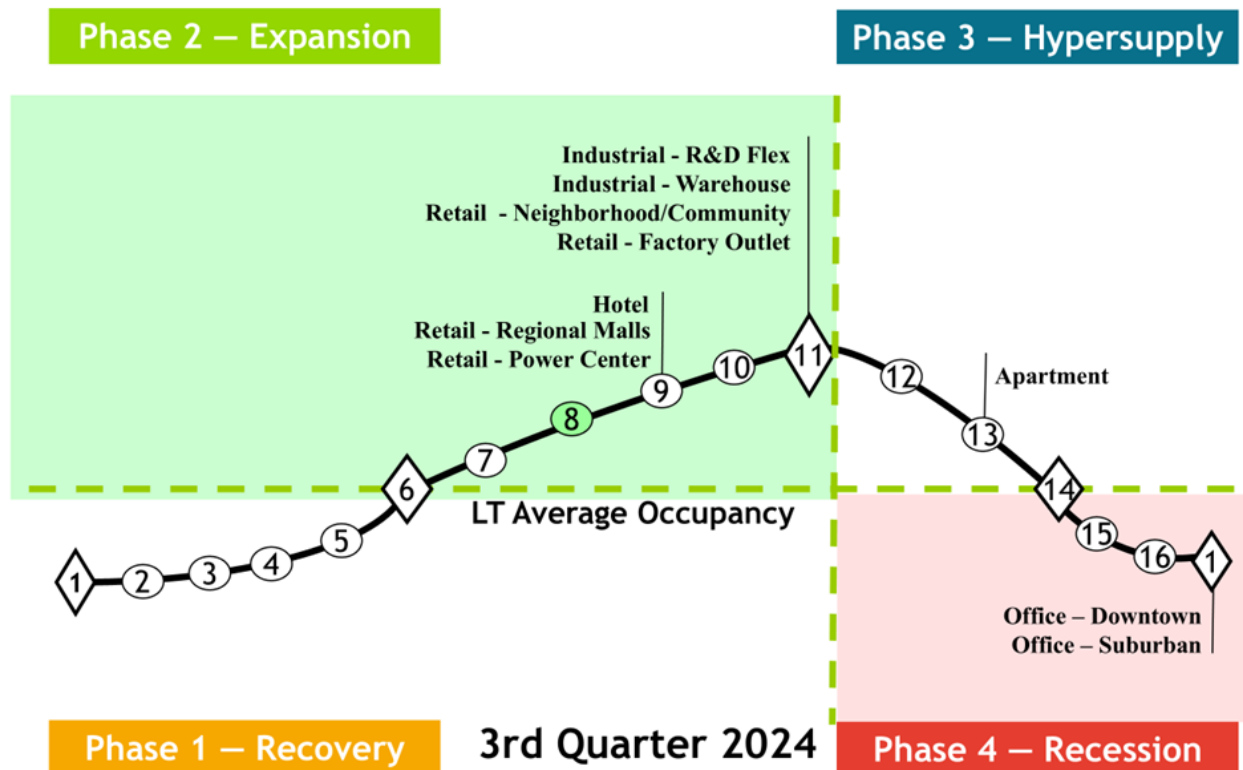 Phase 2 — Expansion
Phase 3 — Hypersupply
Industrial - R&D Flex
Industrial - Warehouse
Retail - Neighborhood/Community
Retail - Factory Outlet
Hotel
Retail - Regional Malls
Retail - Power Center
Apartment
1
2
3
4
5
6
7
8
9
10
11
12
13
14
15
16
1
LT Average Occupancy
Office – Downtown
Office – Suburban
Phase 1 — Recovery
3rd Quarter 2024
Phase 4 — Recession